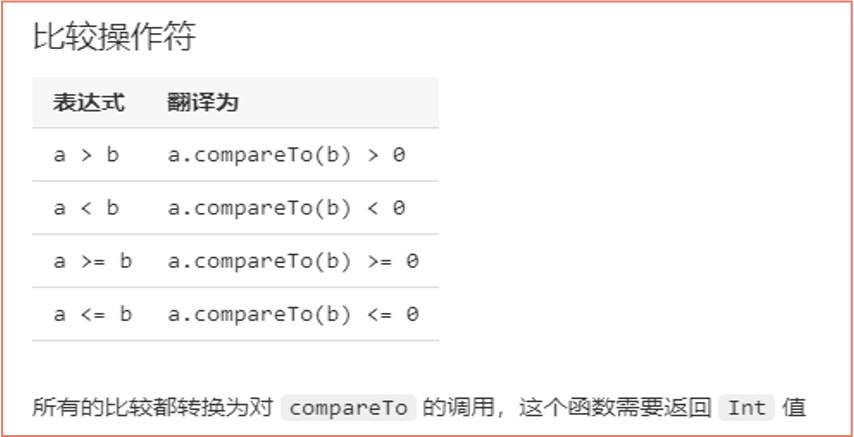 比较操作符
表达式 翻译为
a > b a.compareTo(b) > 0
a < b a.compareTo(b) < 0
a >= b a.compareTo(b) >= 0
a <= b a.compareTo(b) <= 0
所有的比较都转换为对 compareTo 的调用，这个函数需要返回 Int 值